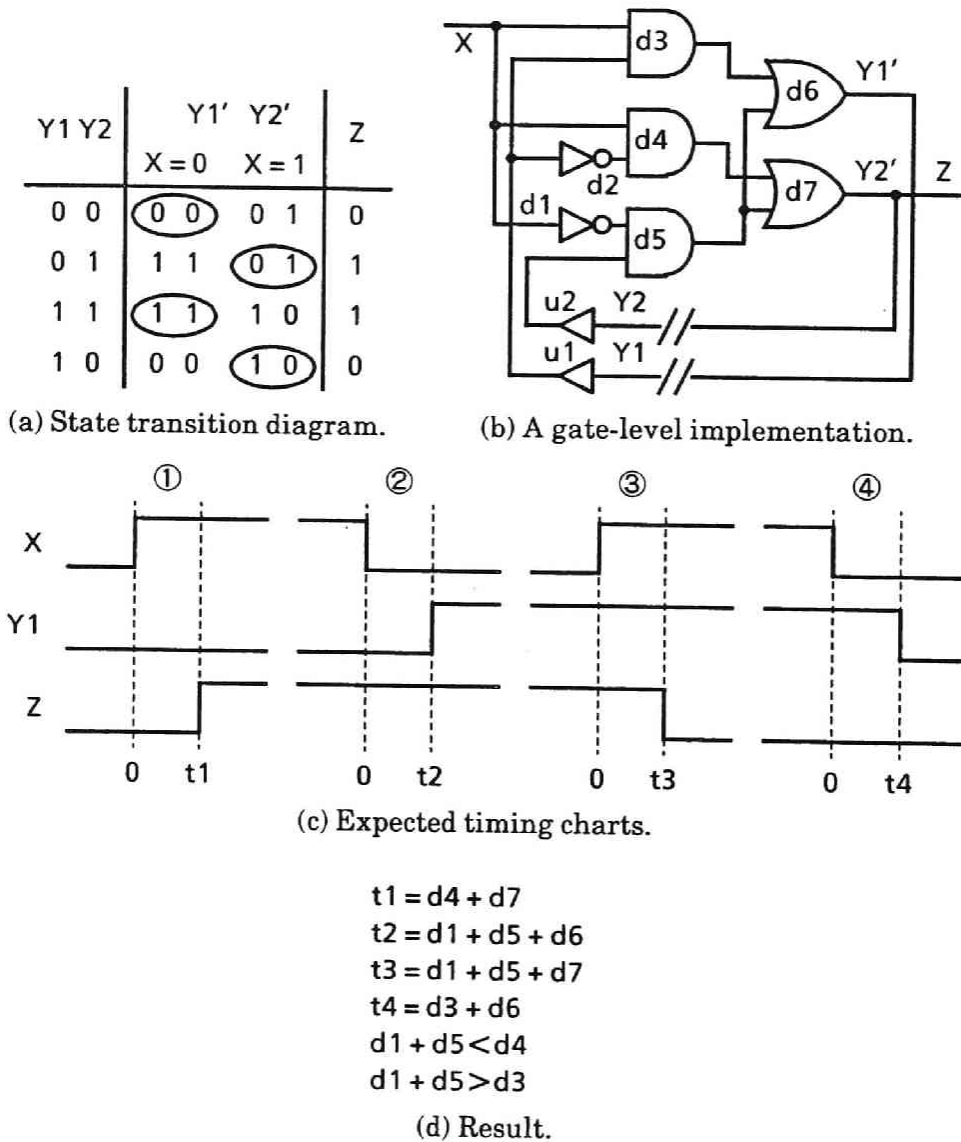 Y1 Y2 Y1' Y2' Z
X=0 X=1
0 0 0 0 0 1 0
0 1 1 1 0 1 1
1 1 1 1 1 0 1
1 0 0 0 1 0 0
(a) State transition diagram.
X
d3
d6
Y1'
d4
d2
d7
Y2'
Z
d1
d5
u2 Y2
u1 Y1
(b) A gate-level implementation.
① ② ③ ④
X
Y1
Z
0 t1 0 t2 0 t3 0 t4
(c) Expected timing charts.
t1 = d4 + d7
t2 = d1 + d5 + d6
t3 = d1 + d5 + d7
t4 = d3 + d6
d1 + d5 < d4
d1 + d5 > d3
(d) Result.